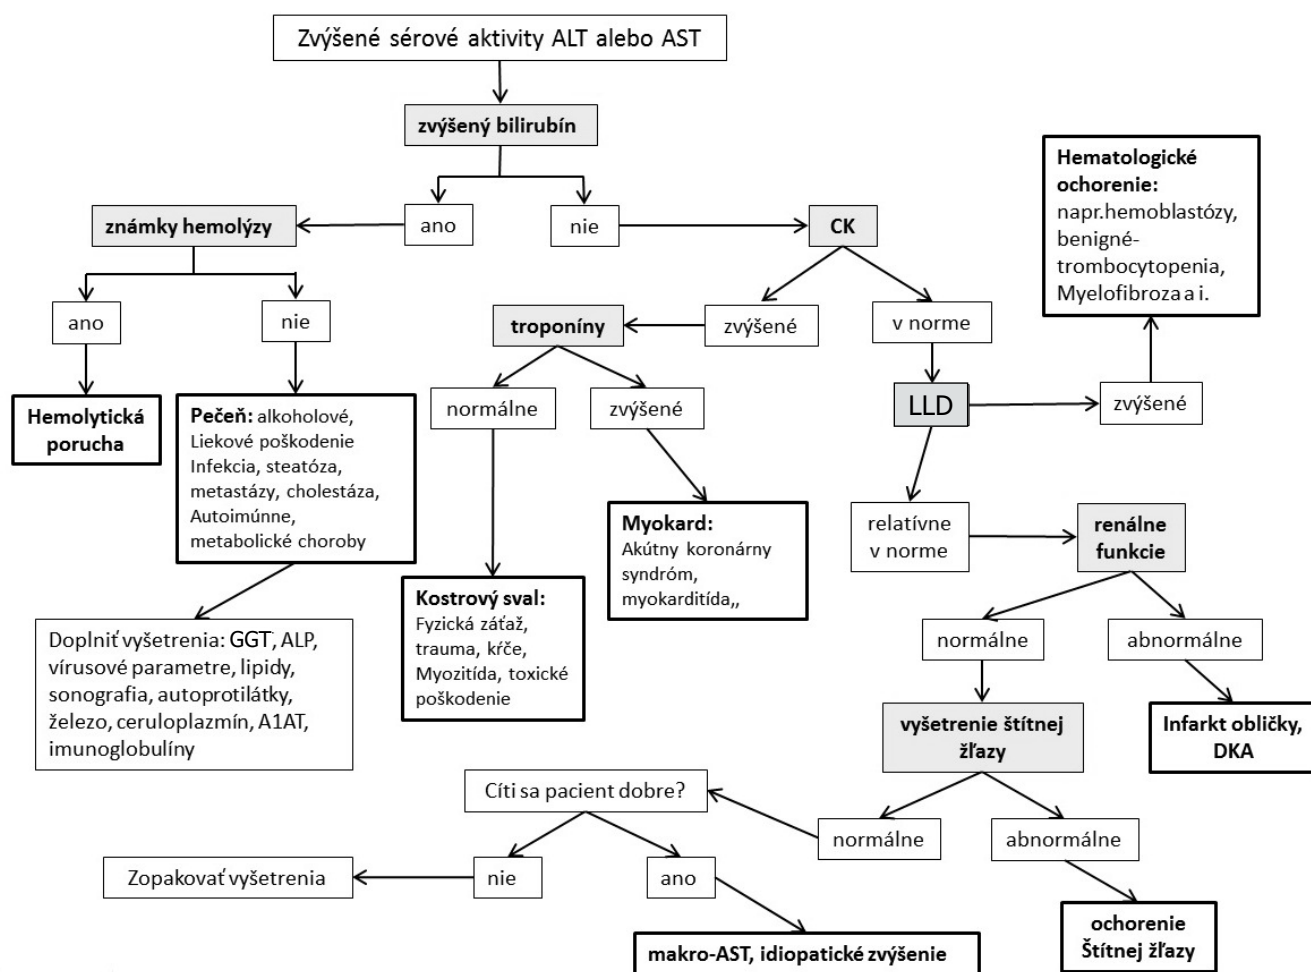 Zvýšené sérové aktivity ALT alebo AST
zvýšený bilirubín
ano
nie
známky hemolýzy
ano
nie
Hemolytická
porucha
Pečeň: alkoholové,
Liekové poškodenie
Infekcia, steatóza,
metastázy, cholestáza,
Autoimúnne,
metabolické choroby
Doplniť vyšetrenia: GGT, ALP,
vírusové parametre, lipidy,
sonografia, autoprotilátky,
železo, ceruloplazmín, A1AT,
imunoglobulíny
CK
zvýšené
v norme
troponíny
normálne
zvýšené
Kostrový sval:
Fyzická záťaž,
trauma, kŕče,
Myozitída, toxické
poškodenie
Myokard:
Akútny koronárny
syndróm,
myokarditída,,
LLD
zvýšené
Hematologické
ochorenie:
napr.hemoblastózy,
benigné-
trombocytopenia,
Myelofibroza a i.
relatívne
v norme
renálne
funkcie
normálne
abnormálne
Infarkt obličky,
DKA
vyšetrenie štítnej
žľazy
normálne
abnormálne
ochorenie
Štítnej žľazy
Cíti sa pacient dobre?
nie
ano
Zopakovať vyšetrenia
makro-AST, idiopatické zvýšenie